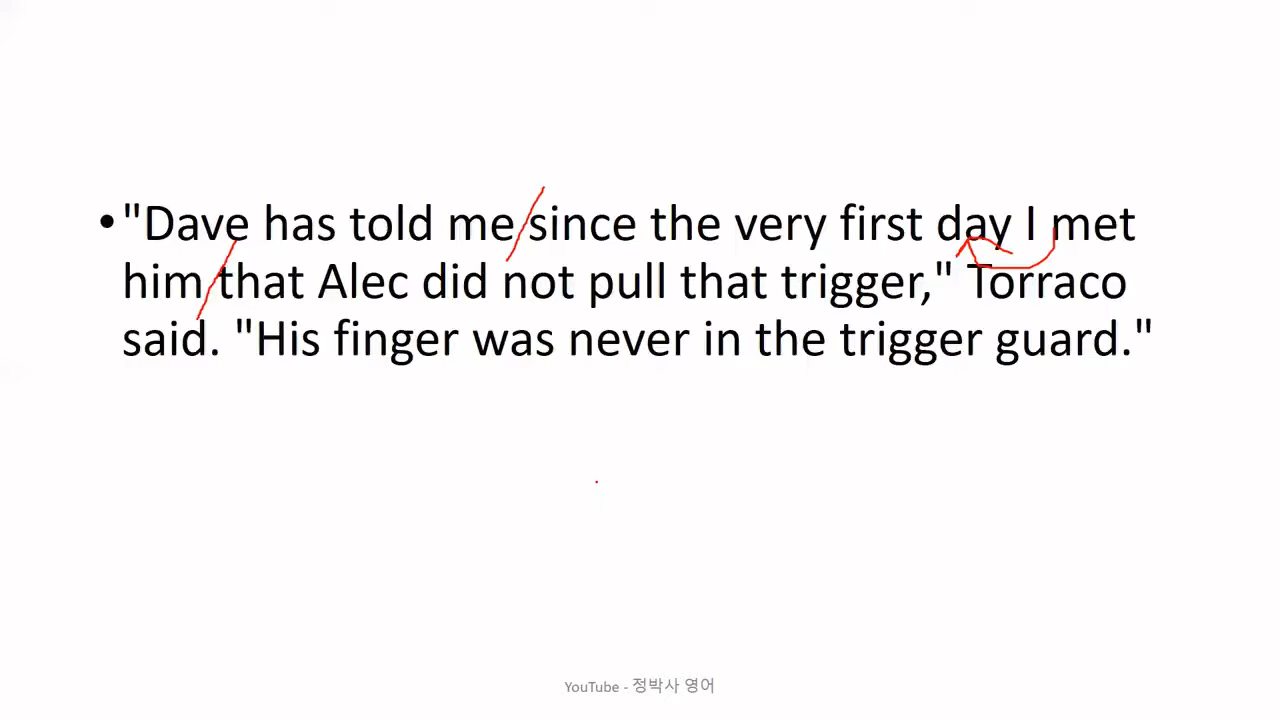 •"Dave has told me since the very first day I met
him that Alec did not pull that trigger," Torraco
said. "His finger was never in the trigger guard."
YouTube - 정박사 영어